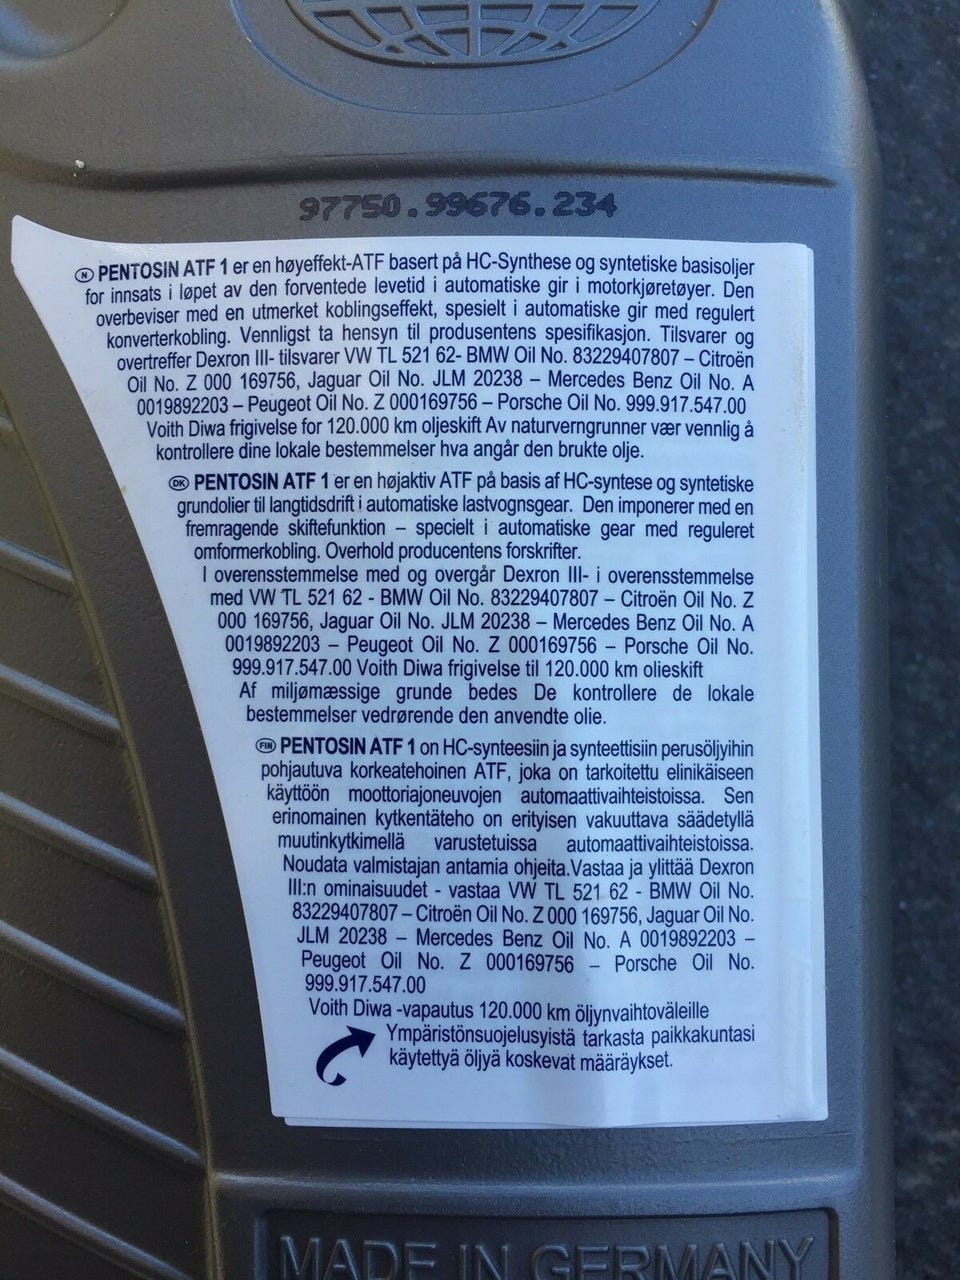 97750.99676.234
N PENTOSIN ATF 1 er en høyeffekt-ATF basert på HC-Synthese og syntetiske basisoljer
for innsats i løpet av den forventede levetid i automatiske gir i motorkjøretøyer. Den
overbeviser med en utmerket koblingseffekt, spesielt i automatiske gir med regulert
konverterkobling. Vennligst ta hensyn til produsentens spesifikasjon. Tilsvarer og
overtreffer Dexron III- tilsvarer VW TL 521 62- BMW Oil No. 83229407807 – Citroën
Oil No. Z 000 169756, Jaguar Oil No. JLM 20238 – Mercedes Benz Oil No. A
0019892203 – Peugeot Oil No. Z 000169756 – Porsche Oil No. 999.917.547.00
Voith Diwa frigivelse for 120.000 km oljeskift Av naturverngrunner vær vennlig å
kontrollere dine lokale bestemmelser hva angår den brukte olje.
DK PENTOSIN ATF 1 er en højaktiv ATF på basis af HC-syntese og syntetiske
grundolier til langtidsdrift i automatiske lastvognsgear. Den imponerer med en
fremragende skiftefunktion – specielt i automatiske gear med reguleret
omformerkobling. Overhold producentens forskrifter.
I overensstemmelse med og overgår Dexron III- i overensstemmelse
med VW TL 521 62 - BMW Oil No. 83229407807 – Citroën Oil No. Z
000 169756, Jaguar Oil No. JLM 20238 – Mercedes Benz Oil No. A
0019892203 – Peugeot Oil No. Z 000169756 – Porsche Oil No.
999.917.547.00 Voith Diwa frigivelse til 120.000 km olieskift
Af miljømæssige grunde bedes De kontrollere de lokale
bestemmelser vedrørende den anvendte olie.
FIN PENTOSIN ATF 1 on HC-synteesiin ja synteettisiin perusöljyihin
pohjautuva korkeatehoinen ATF, joka on tarkoitettu elinikäiseen
käyttöön moottoriajoneuvojen automaattivaihteistoissa. Sen
erinomainen kytkentäteho on erityisen vakuuttava säädetyllä
muutinkytkimellä varustetuissa automaattivaihteistoissa.
Noudata valmistajan antamia ohjeita.Vastaa ja ylittää Dexron
III:n ominaisuudet - vastaa VW TL 521 62 - BMW Oil No.
83229407807 – Citroën Oil No. Z 000 169756, Jaguar Oil No.
JLM 20238 – Mercedes Benz Oil No. A 0019892203 –
Peugeot Oil No. Z 000169756 – Porsche Oil No.
999.917.547.00
Voith Diwa -vapautus 120.000 km öljynvaihtoväleille
Ympäristönsuojelusyistä tarkasta paikkakuntasi
käytettyä öljyä koskevat määräykset.
MADE IN GERMANY